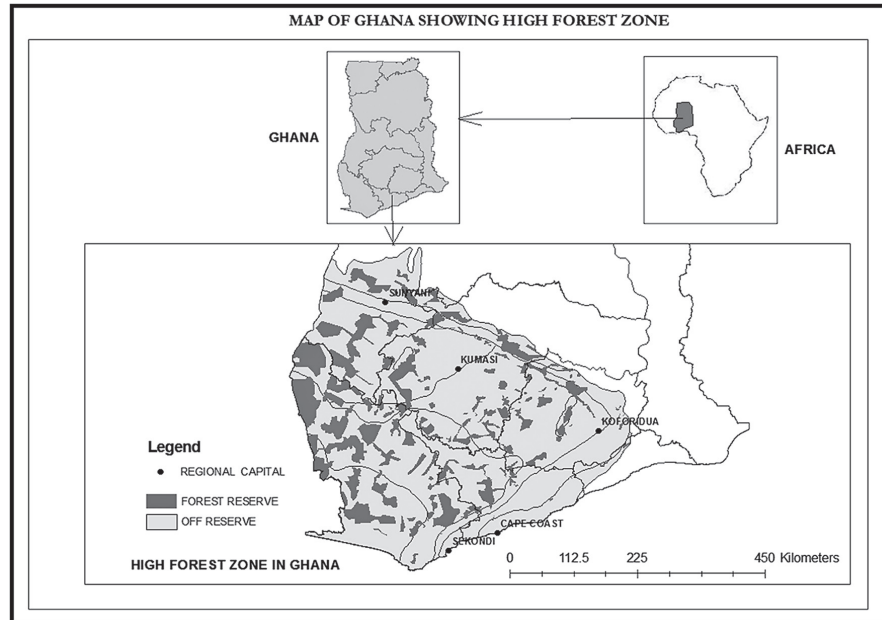 MAP OF GHANA SHOWING HIGH FOREST ZONE
GHANA
AFRICA
SUNYANI
KUMASI
KOFORIDUA
Legend
REGIONAL CAPITAL
FOREST RESERVE
OFF RESERVE
CAPE COAST
SEKONDI
HIGH FOREST ZONE IN GHANA
0 112.5 225 450 Kilometers